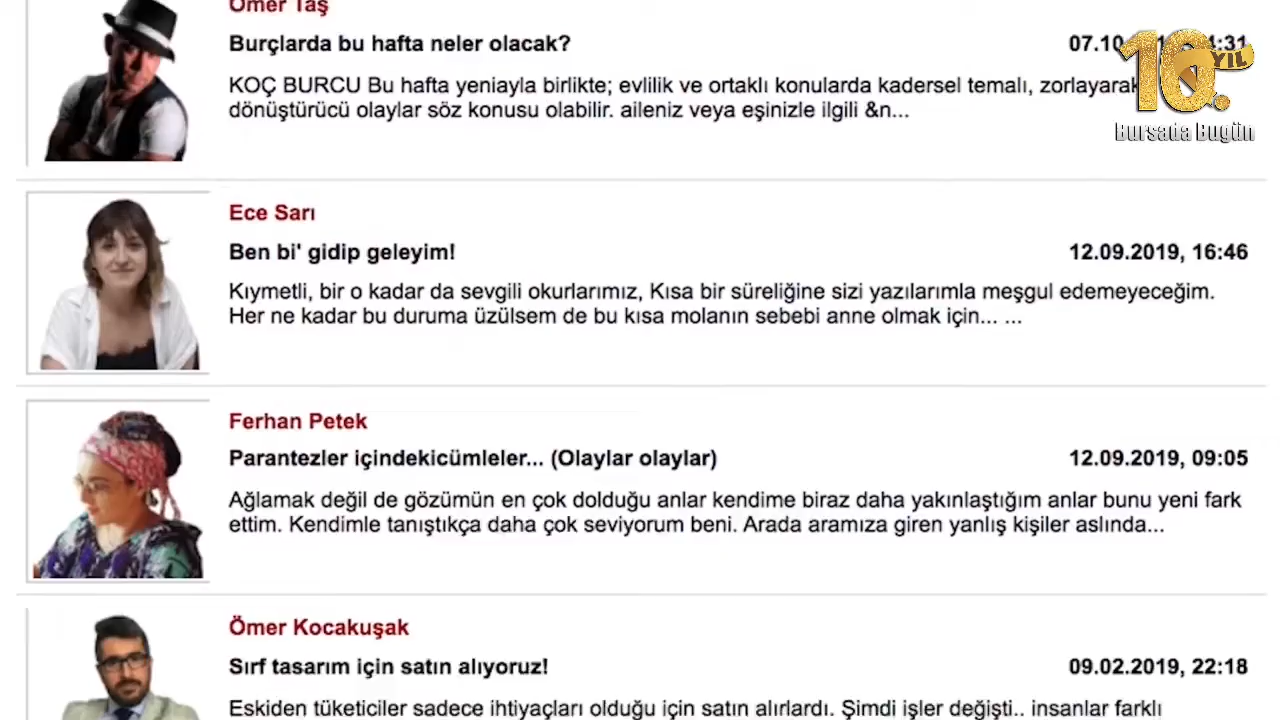 Ömer Taş
Burçlarda bu hafta neler olacak?
07.10
4:31
10.
YIL
Bursada Bugün
KOÇ BURCU Bu hafta yeniayla birlikte; evlilik ve ortaklı konularda kadersel temalı, zorlayarak
dönüştürücü olaylar söz konusu olabilir. aileniz veya eşinizle ilgili &n...
Ece Sarı
Ben bi' gidip geleyim!
12.09.2019, 16:46
Kıymetli, bir o kadar da sevgili okurlarımız, Kısa bir süreliğine sizi yazılarımla meşgul edemeyeceğim.
Her ne kadar bu duruma üzülsem de bu kısa molanın sebebi anne olmak için... ...
Ferhan Petek
Parantezler içindekicümleler... (Olaylar olaylar)
12.09.2019, 09:05
Ağlamak değil de gözümün en çok dolduğu anlar kendime biraz daha yakınlaştığım anlar bunu yeni fark
ettim. Kendimle tanıştıkça daha çok seviyorum beni. Arada aramıza giren yanlış kişiler aslında...
Ömer Kocakuşak
Sırf tasarım için satın alıyoruz!
09.02.2019, 22:18
Eskiden tüketiciler sadece ihtiyaçları olduğu için satın alırlardı. Şimdi işler değişti.. insanlar farklı